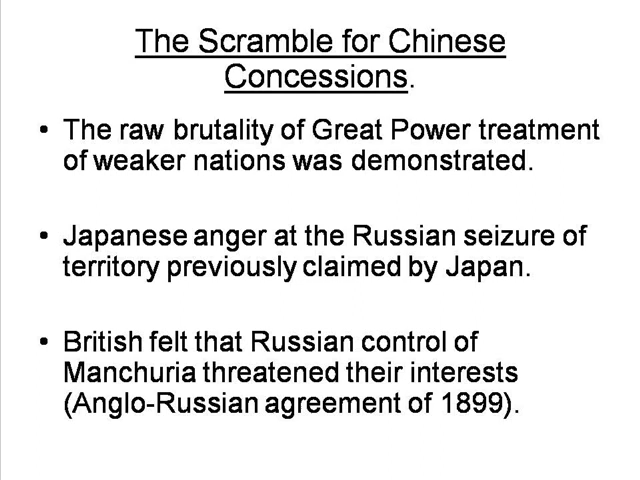 The Scramble for Chinese
Concessions.
• The raw brutality of Great Power treatment
of weaker nations was demonstrated.
• Japanese anger at the Russian seizure of
territory previously claimed by Japan.
• British felt that Russian control of
Manchuria threatened their interests
(Anglo-Russian agreement of 1899).